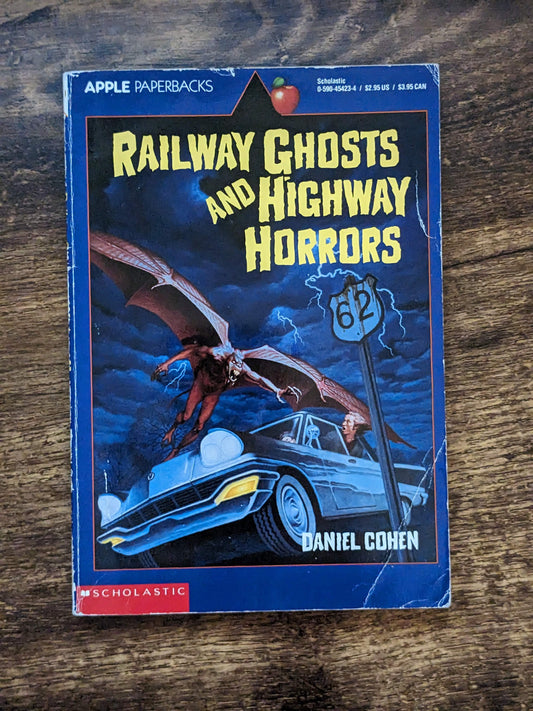 APPLE PAPERBACKS
Scholastic
0-590-45423-4 / $2.95 US / $3.95 CAN
RAILWAY GHOSTS
AND HIGHWAY
HORRORS
62
DANIEL COHEN
SCHOLASTIC